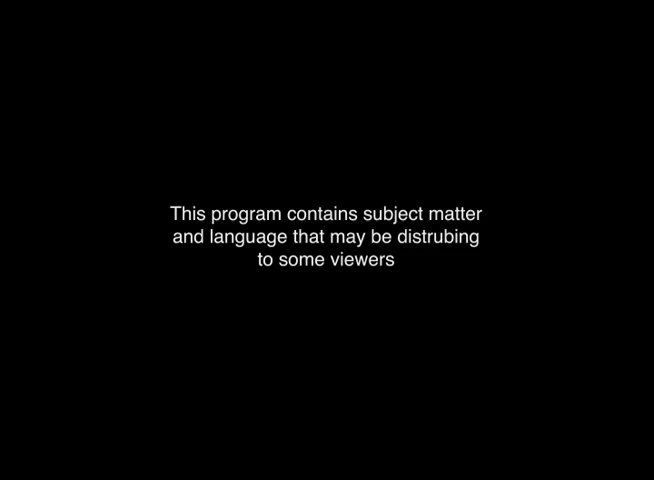 This program contains subject matter
and language that may be distrubing
to some viewers